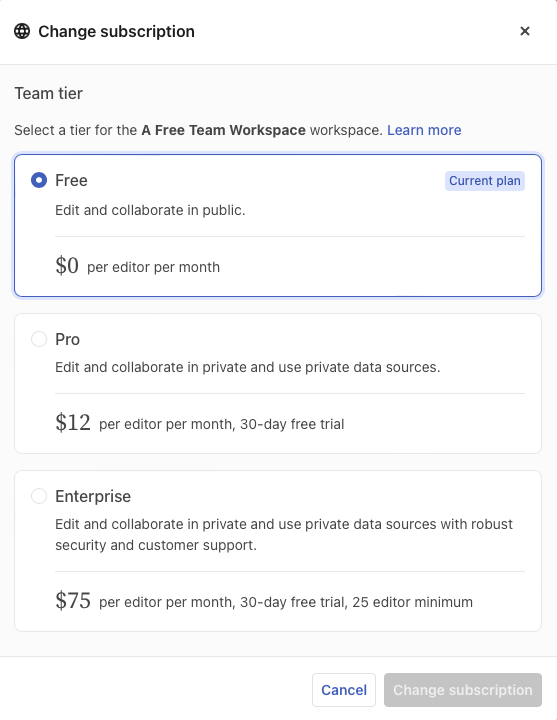 Change subscription
Team tier
Select a tier for the A Free Team Workspace workspace. Learn more
Free
Current plan
Edit and collaborate in public.
$0 per editor per month
Pro
Edit and collaborate in private and use private data sources.
$12 per editor per month, 30-day free trial
Enterprise
Edit and collaborate in private and use private data sources with robust
security and customer support.
$75 per editor per month, 30-day free trial, 25 editor minimum
Cancel
Change subscription